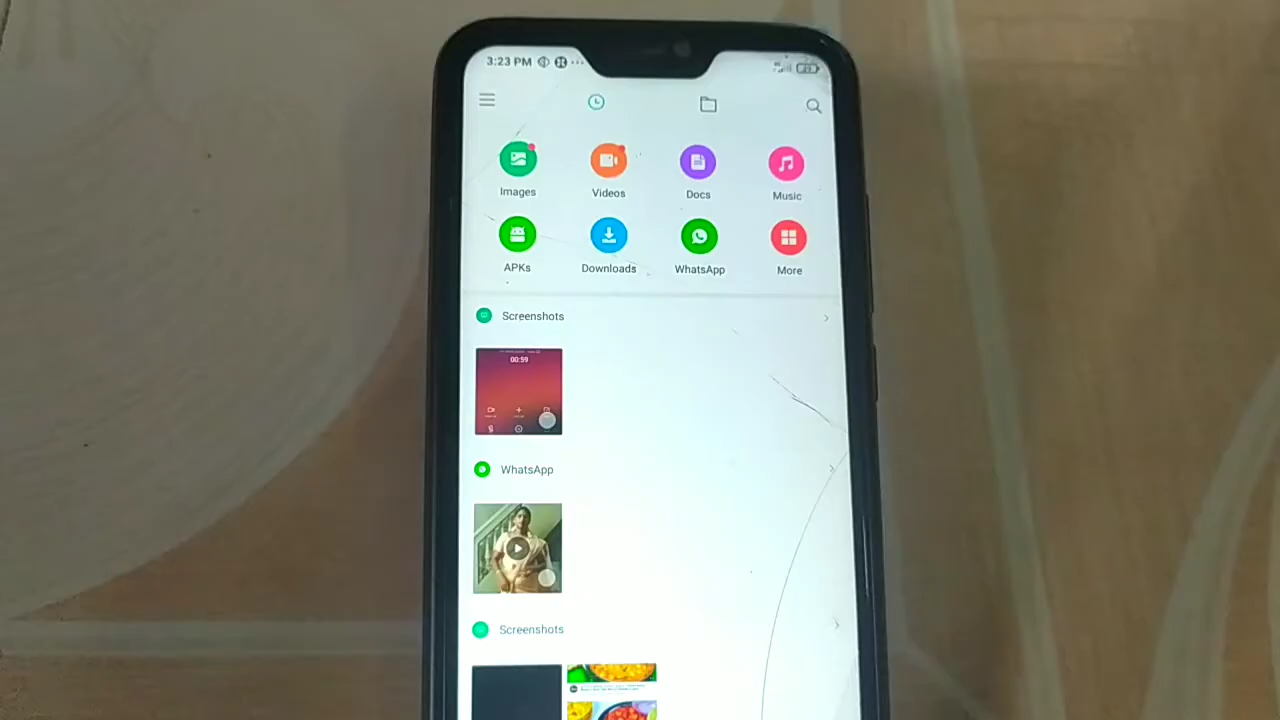 3:23 PM
Images
Videos
Docs
Music
APKs
Downloads
WhatsApp
More
Screenshots
00:59
WhatsApp
Screenshots